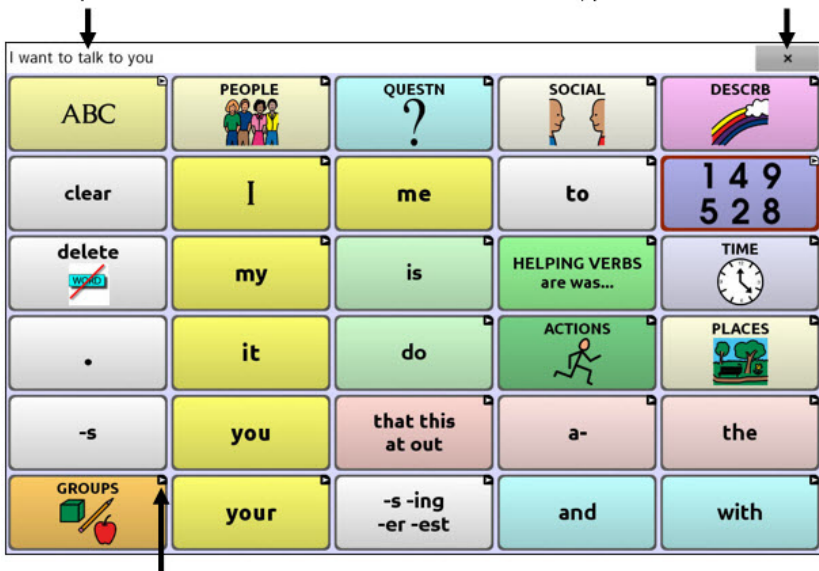 I want to talk to you
×
ABC
PEOPLE
QUESTN
?
SOCIAL
DESCRB
clear
I
me
to
1 4 9
5 2 8
delete
WORD
my
is
HELPING VERBS
are was...
TIME
.
it
do
ACTIONS
PLACES
-s
you
that this
at out
a-
the
GROUPS
your
-s -ing
-er -est
and
with